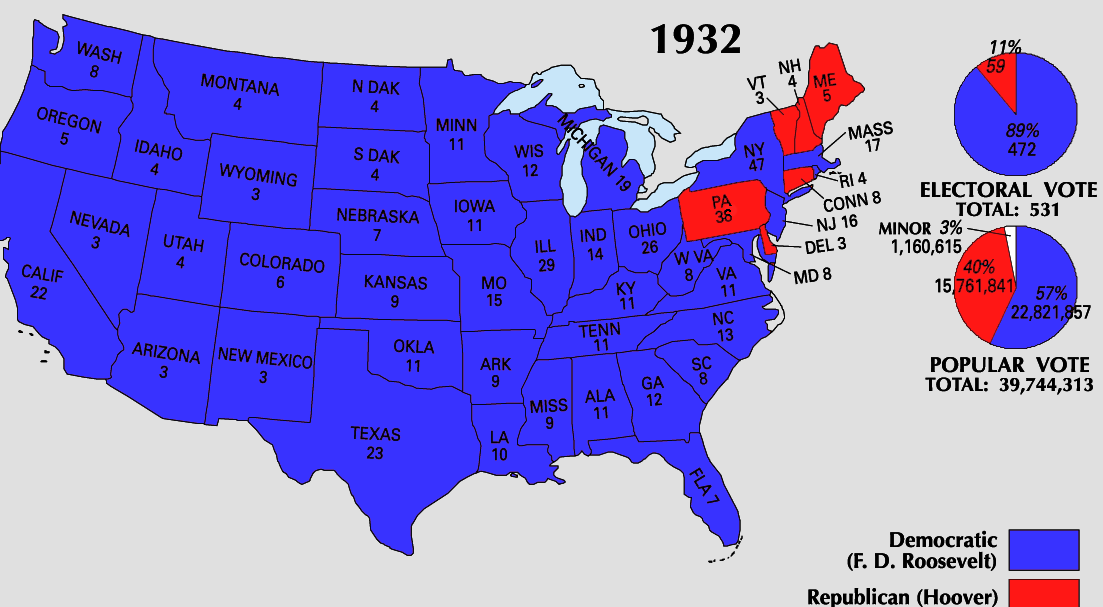 1932
WASH
8
OREGON
5
MONTANA
4
IDAHO
4
WYOMING
3
N DAK
4
S DAK
4
MINN
11
WIS
12
MICHIGAN 19
NEVADA
3
UTAH
4
COLORADO
6
NEBRASKA
7
IOWA
11
CALIF
22
KANSAS
9
MO
15
ILL
29
IND
14
OHIO
26
ARIZONA
3
NEW MEXICO
3
OKLA
11
ARK
9
TEXAS
23
LA
10
MISS
9
ALA
11
GA
12
FLA 7
SC
8
NC
13
TENN
11
KY
11
W VA
8
VA
11
PA
36
NY
47
VT
3
NH
4
ME
5
MASS
17
RI 4
CONN 8
NJ 16
DEL 3
MD 8
11%
59
89%
472
ELECTORAL VOTE
TOTAL: 531
MINOR 3%
1,160,615
40%
15,761,841
57%
22,821,857
POPULAR VOTE
TOTAL: 39,744,313
Democratic
(F. D. Roosevelt)
Republican (Hoover)